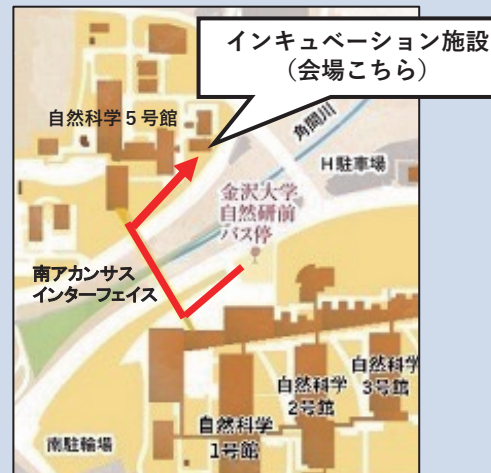 インキュベーション施設
（会場こちら）
自然科学５号館
角間川
H駐車場
金沢大学
自然研前
バス停
南アカンサス
インターフェイス
自然科学
3号館
自然科学
2号館
自然科学
1号館
南駐輪場